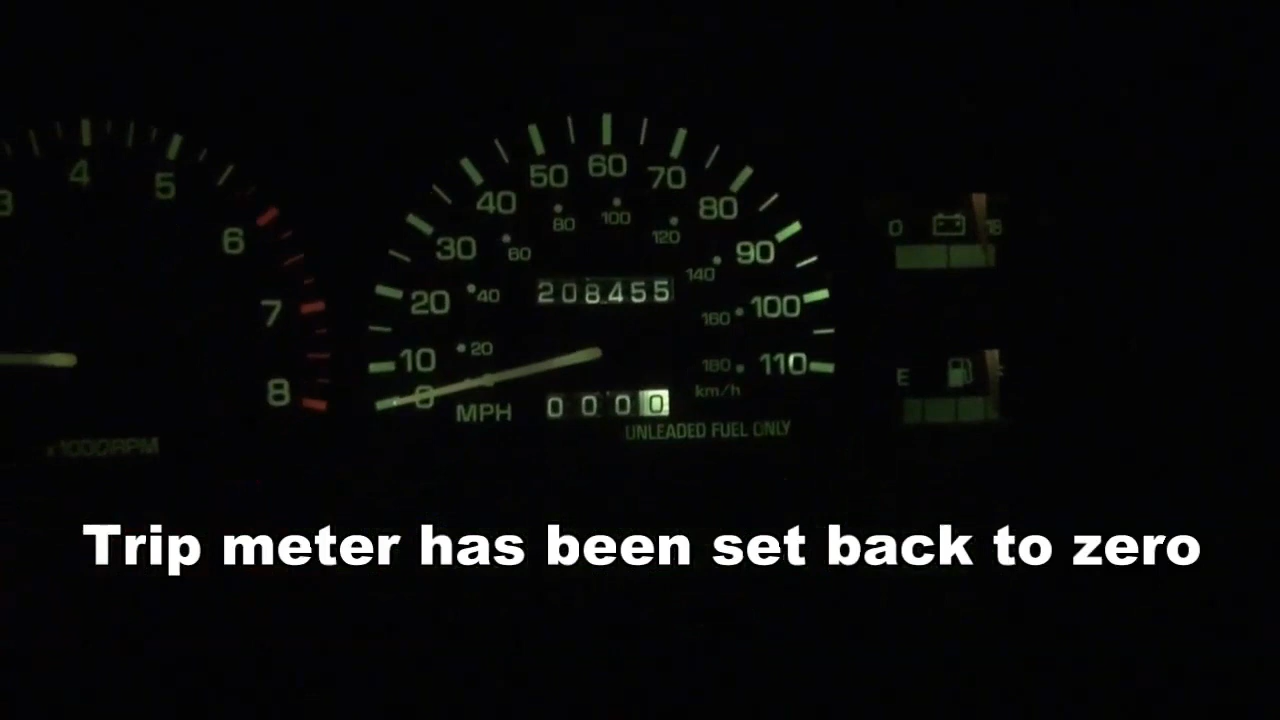 3 4 5 6 7 8
x1000RPM
0 10 20 30 40 50 60 70 80 90 100 110
20 40 60 80 100 120 140 160 180
208455
MPH
0000
km/h
UNLEADED FUEL ONLY
0 18
E F
Trip meter has been set back to zero